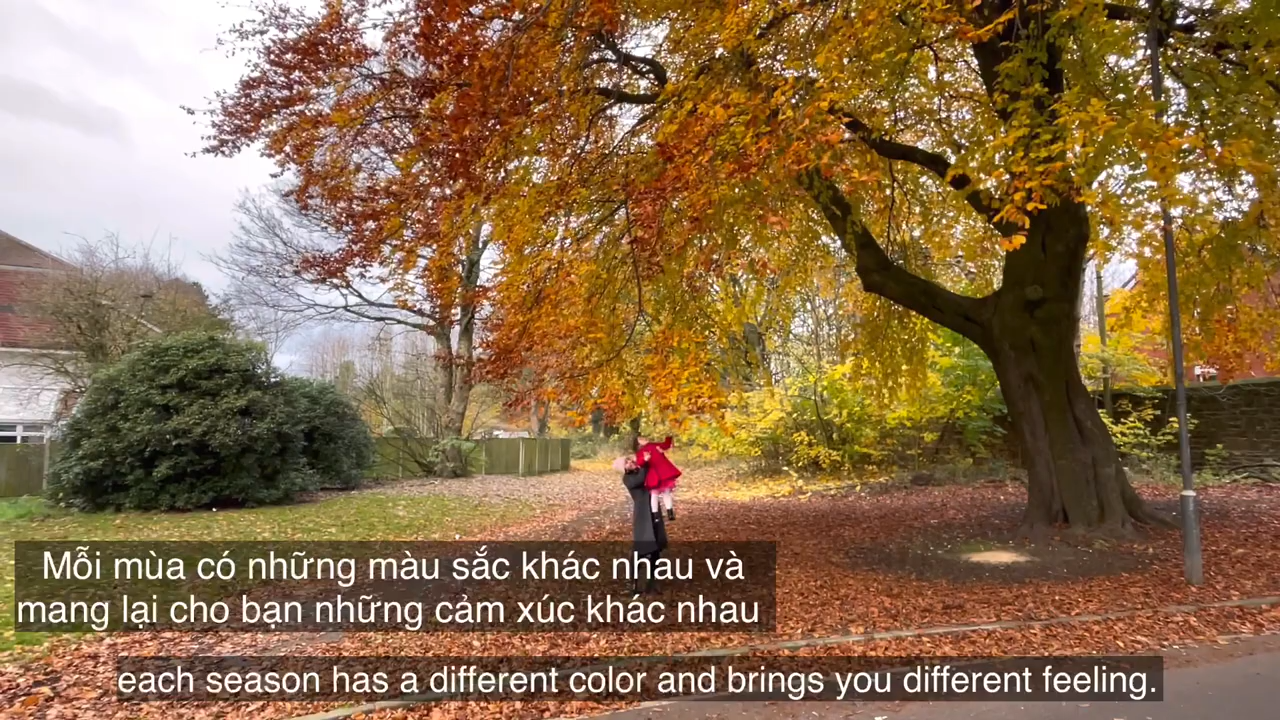 Mỗi mùa có những màu sắc khác nhau và
mang lại cho bạn những cảm xúc khác nhau
each season has a different color and brings you different feeling.